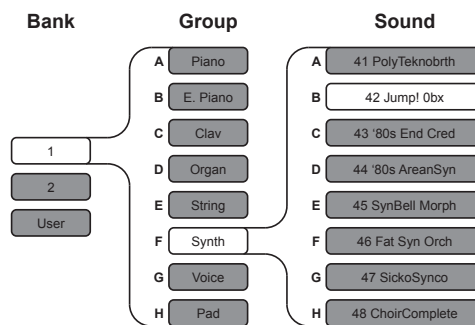 Bank Group Sound
A Piano A 41 PolyTeknobrth
B E. Piano B 42 Jump! 0bx
1 C Clav C 43 ‘80s End Cred
2 D Organ D 44 ‘80s AreanSyn
User E String E 45 SynBell Morph
F Synth F 46 Fat Syn Orch
G Voice G 47 SickoSynco
H Pad H 48 ChoirComplete